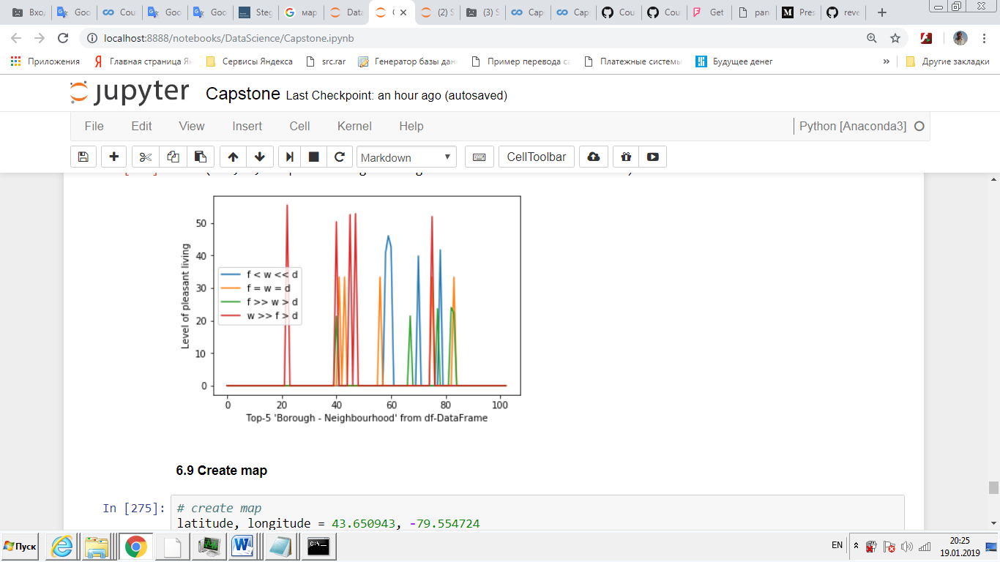 Вхо
Goo
Cou
Goo
Goo
Steg
мар
Data
C
(2) S
(3) S
Cap
Cap
Cou
Cou
Get
pan
Pres
reve
localhost:8888/notebooks/DataScience/Capstone.ipynb
Приложения
Главная страница Ян
Сервисы Яндекса
src.rar
Генератор базы дан
Пример перевода са
Платежные системы
Будущее денег
»
Другие закладки
jupyter Capstone Last Checkpoint: an hour ago (autosaved)
File Edit View Insert Cell Kernel Help Python [Anaconda3]
Markdown CellToolbar
50
40
30
20
10
0
Level of pleasant living
f < w << d
f = w = d
f >> w > d
w >> f > d
0 20 40 60 80 100
Top-5 'Borough - Neighbourhood' from df-DataFrame
6.9 Create map
In [275]: # create map
latitude, longitude = 43.650943, -79.554724
Пуск
EN
20:25
19.01.2019